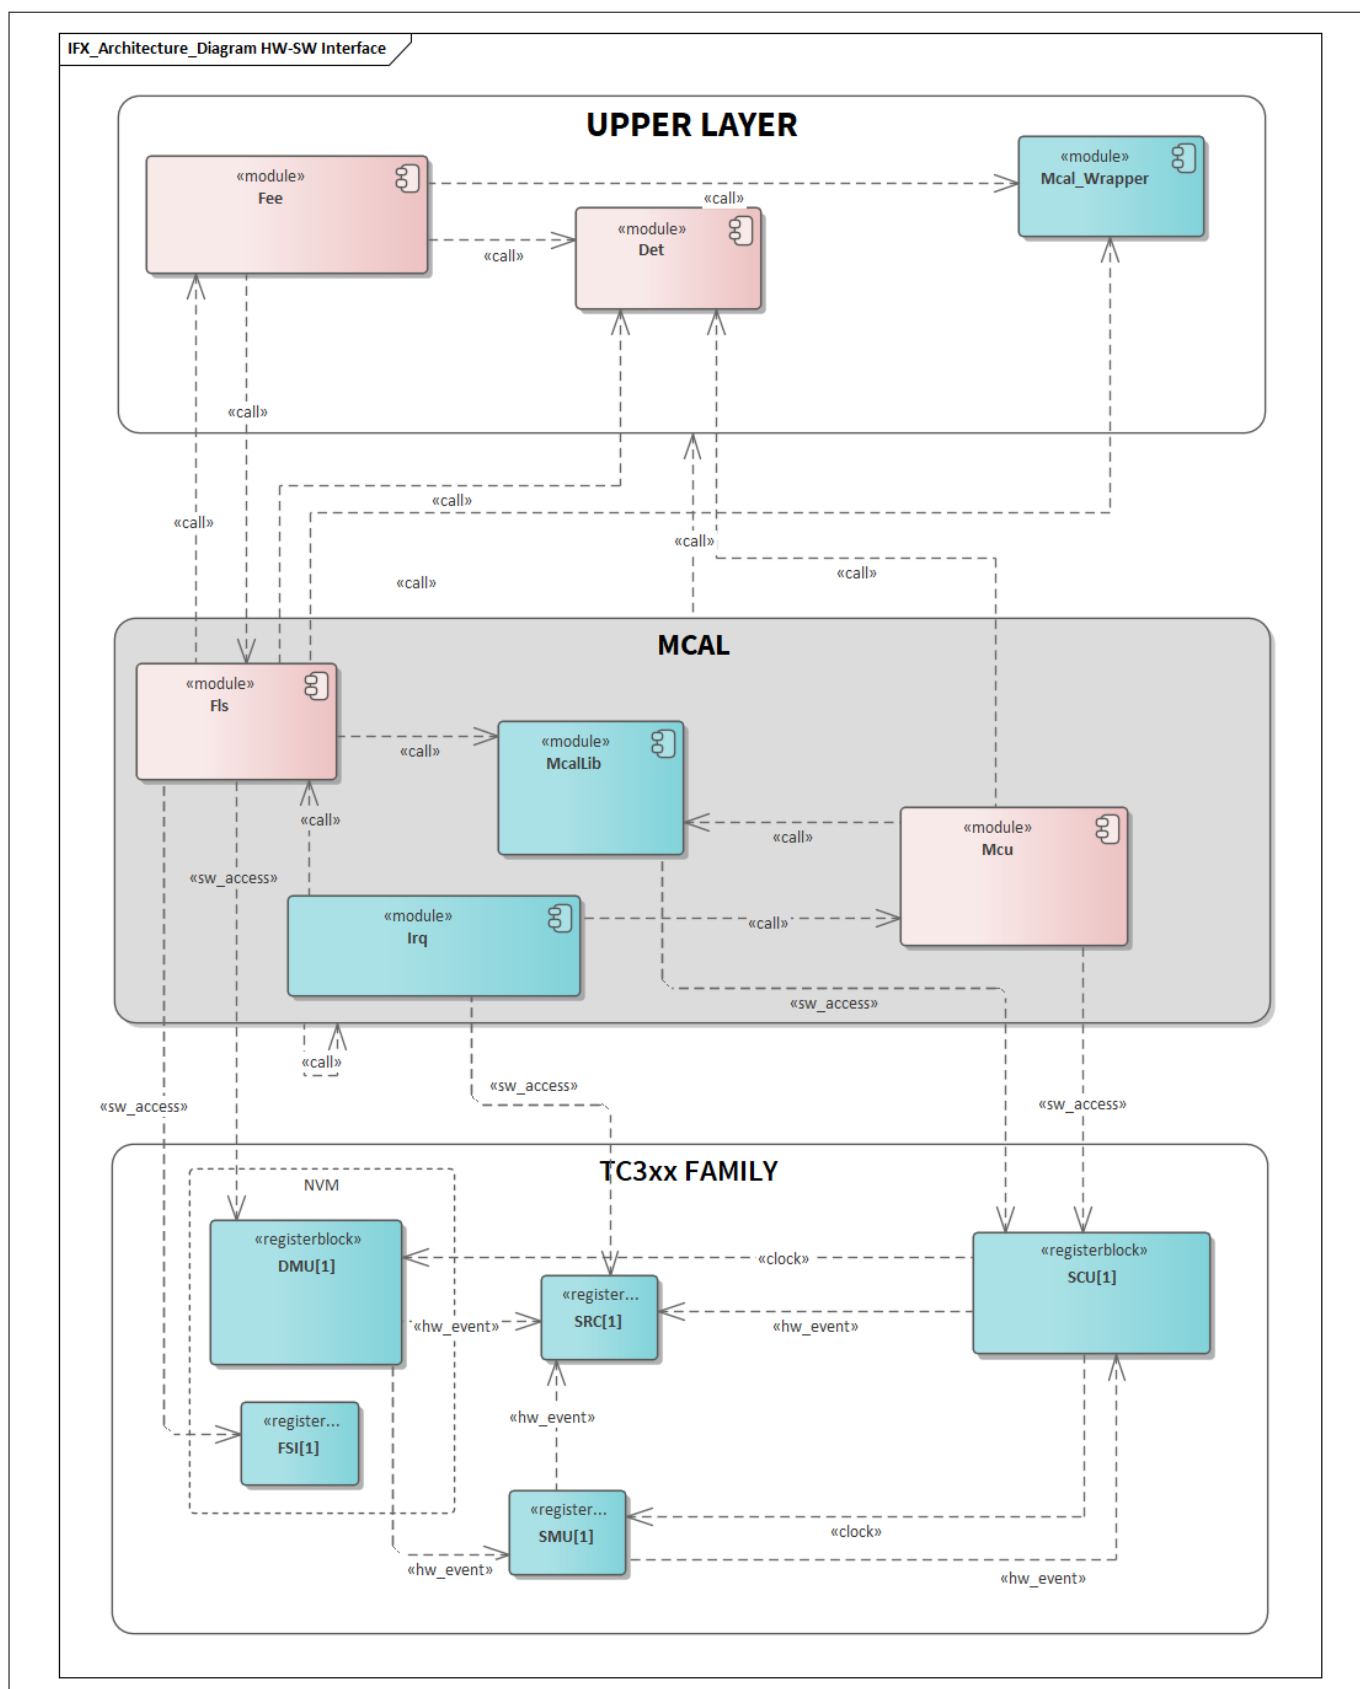 IFX_Architecture_Diagram HW-SW Interface
UPPER LAYER
«module»
Fee
«module»
Mcal_Wrapper
«call»
«module»
Det
«call»
«call»
«call»
«call»
«call»
«call»
«call»
MCAL
«module»
Fls
«module»
McalLib
«call»
«call»
«module»
Mcu
«call»
«sw_access»
«module»
Irq
«call»
«sw_access»
«call»
«sw_access»
«sw_access»
«sw_access»
TC3xx FAMILY
NVM
«registerblock»
DMU[1]
«registerblock»
SCU[1]
«clock»
«register...
SRC[1]
«hw_event»
«hw_event»
«register...
FSI[1]
«hw_event»
«register...
SMU[1]
«clock»
«hw_event»
«hw_event»